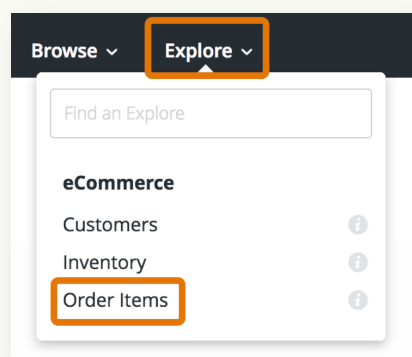 Browse Explore
Find an Explore
eCommerce
Customers
Inventory
Order Items